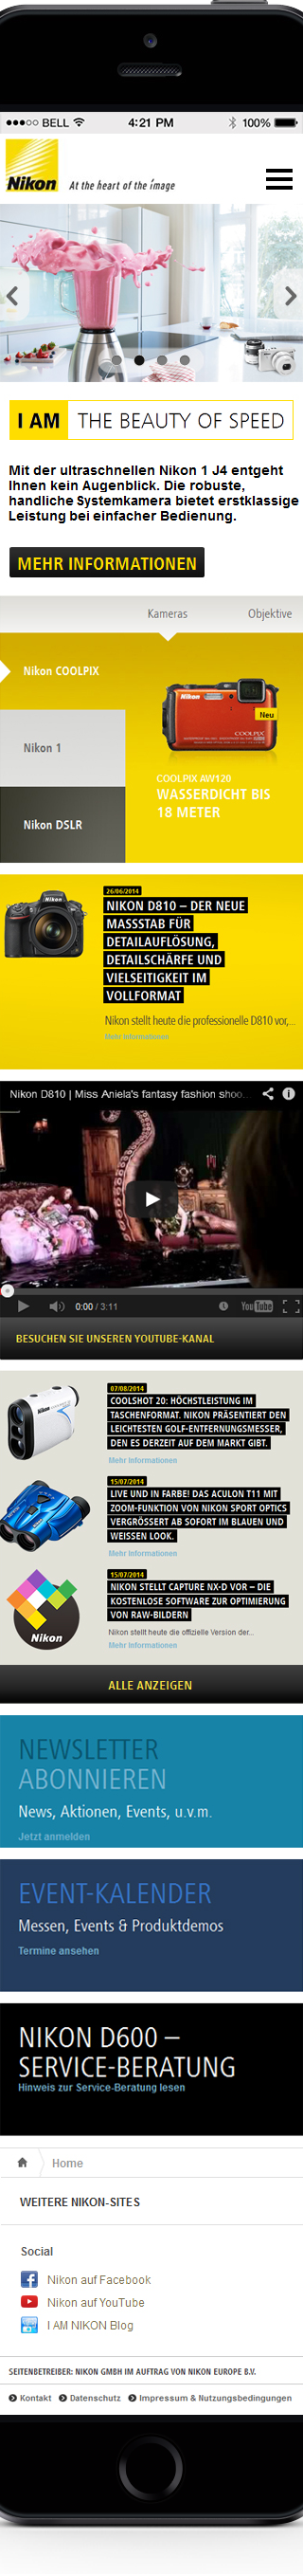 BELL 4:21 PM 100%
Nikon At the heart of the image
I AM THE BEAUTY OF SPEED
Mit der ultraschnellen Nikon 1 J4 entgeht
Ihnen kein Augenblick. Die robuste,
handliche Systemkamera bietet erstklassige
Leistung bei einfacher Bedienung.
MEHR INFORMATIONEN
Kameras Objektive
Nikon COOLPIX
Nikon 1
Nikon DSLR
Neu
COOLPIX
COOLPIX AW120
WASSERDICHT BIS
18 METER
Nikon
26/06/2014
NIKON D810 – DER NEUE
MASSSTAB FÜR
DETAILAUFLÖSUNG,
DETAILSCHÄRFE UND
VIELSEITIGKEIT IM
VOLLFORMAT
Nikon stellt heute die professionelle D810 vor,...
Mehr Informationen
Nikon D810 | Miss Aniela's fantasy fashion shoo...
0:00 / 3:11 YouTube
BESUCHEN SIE UNSEREN YOUTUBE-KANAL
Nikon
07/08/2014
COOLSHOT 20: HÖCHSTLEISTUNG IM
TASCHENFORMAT. NIKON PRÄSENTIERT DEN
LEICHTESTEN GOLF-ENTFERNUNGSMESSER,
DEN ES DERZEIT AUF DEM MARKT GIBT.
Mehr Informationen
15/07/2014
LIVE UND IN FARBE! DAS ACULON T11 MIT
ZOOM-FUNKTION VON NIKON SPORT OPTICS
VERGRÖSSERT AB SOFORT IM BLAUEN UND
WEISSEN LOOK.
Mehr Informationen
Nikon
15/07/2014
NIKON STELLT CAPTURE NX-D VOR – DIE
KOSTENLOSE SOFTWARE ZUR OPTIMIERUNG
VON RAW-BILDERN
Nikon stellt heute die offizielle Version der...
Mehr Informationen
ALLE ANZEIGEN
NEWSLETTER
ABONNIEREN
News, Aktionen, Events, u.v.m.
Jetzt anmelden
EVENT-KALENDER
Messen, Events & Produktdemos
Termine ansehen
NIKON D600 –
SERVICE-BERATUNG
Hinweis zur Service-Beratung lesen
Home
WEITERE NIKON-SITES
Social
Nikon auf Facebook
Nikon auf YouTube
I AM NIKON Blog
SEITENBETREIBER: NIKON GMBH IM AUFTRAG VON NIKON EUROPE B.V.
Kontakt Datenschutz Impressum & Nutzungsbedingungen